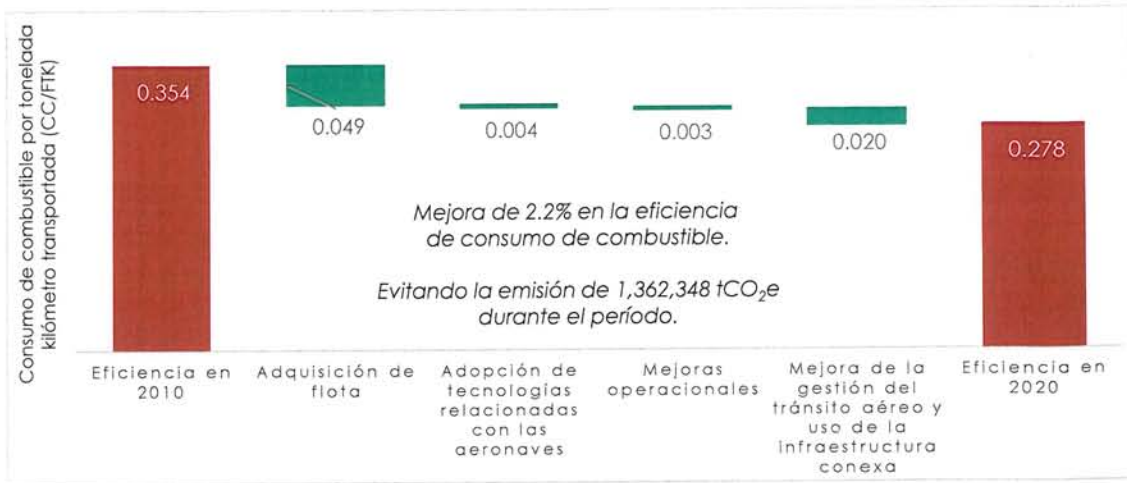 Consumo de combustible por tonelada
kilómetro transportada (CC/FTK)
0.354
0.049
0.004
0.003
0.020
0.278
Mejora de 2.2% en la eficiencia
de consumo de combustible.
Evitando la emisión de 1,362,348 tCO₂e
durante el período.
Eficiencia en
2010
Adquisición de
flota
Adopción de
tecnologías
relacionadas
con las
aeronaves
Mejoras
operacionales
Mejora de la
gestión del
tránsito aéreo y
uso de la
infraestructura
conexa
Eficiencia en
2020